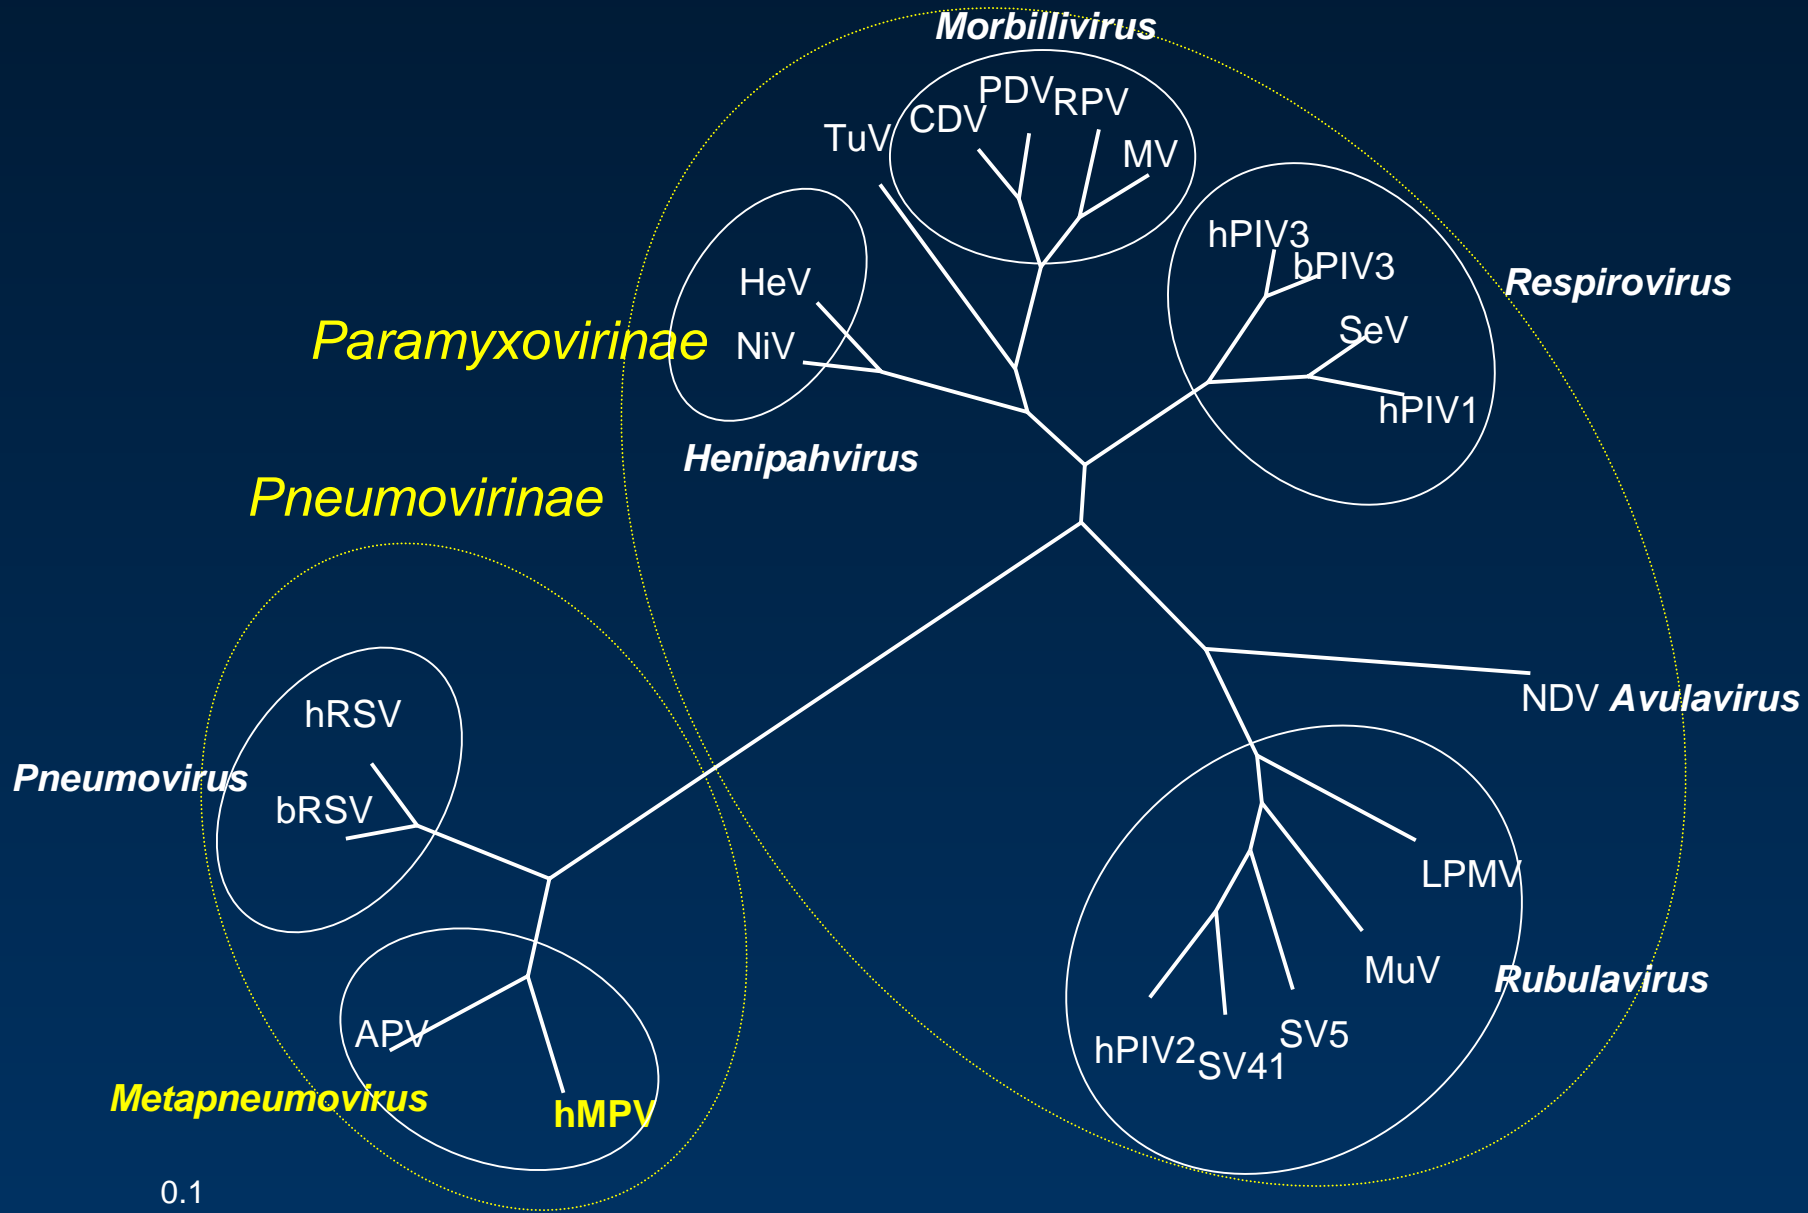 Morbillivirus
PDV
RPV
CDV
TuV
MV
hPIV3
bPIV3
HeV
Respirovirus
SeV
Paramyxovirinae
NiV
hPIV1
Henipahvirus
Pneumovirinae
NDV Avulavirus
hRSV
Pneumovirus
bRSV
LPMV
MuV
Rubulavirus
APV
SV5
hPIV2
SV41
Metapneumovirus
hMPV
0.1